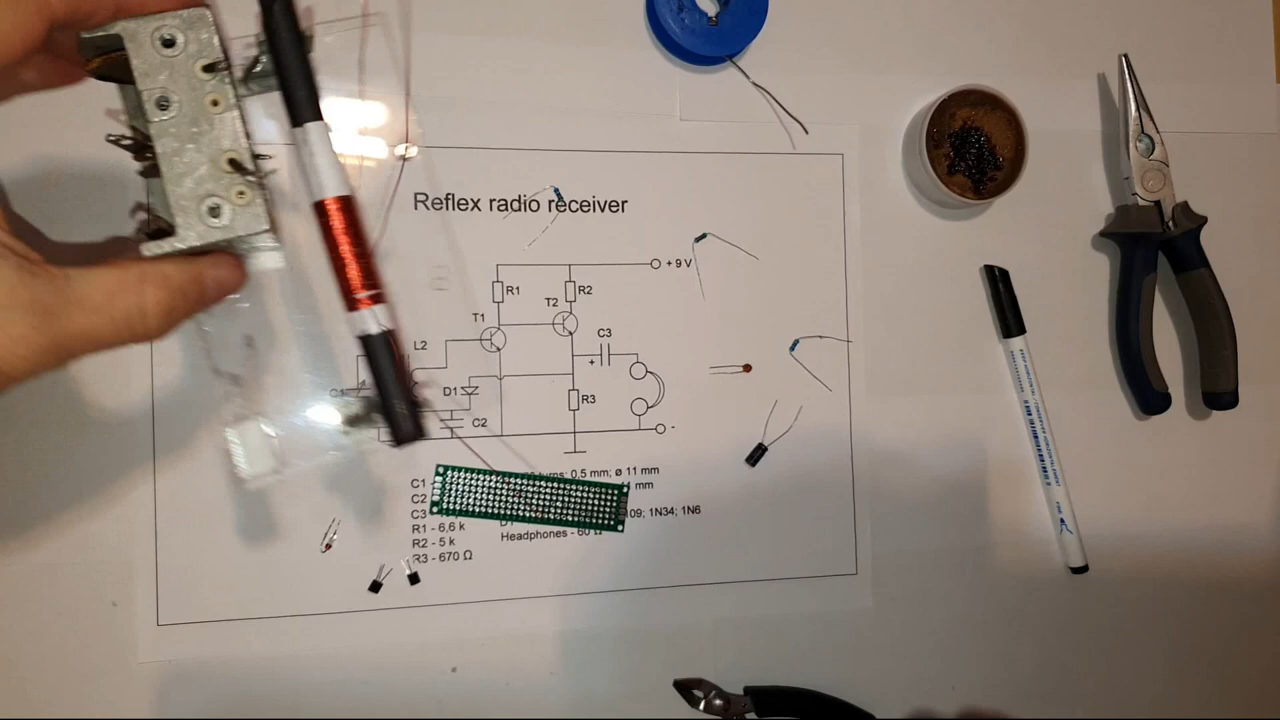 Reflex radio receiver
+ 9 V
R1
R2
T2
T1
C3
L2
+
C1
D1
R3
C2
-
turns; 0,5 mm; ø 11 mm
C1
mm
C2
C3
09; 1N34; 1N6
R1 - 6,6 k
Headphones - 60 Ω
R2 - 5 k
R3 - 670 Ω